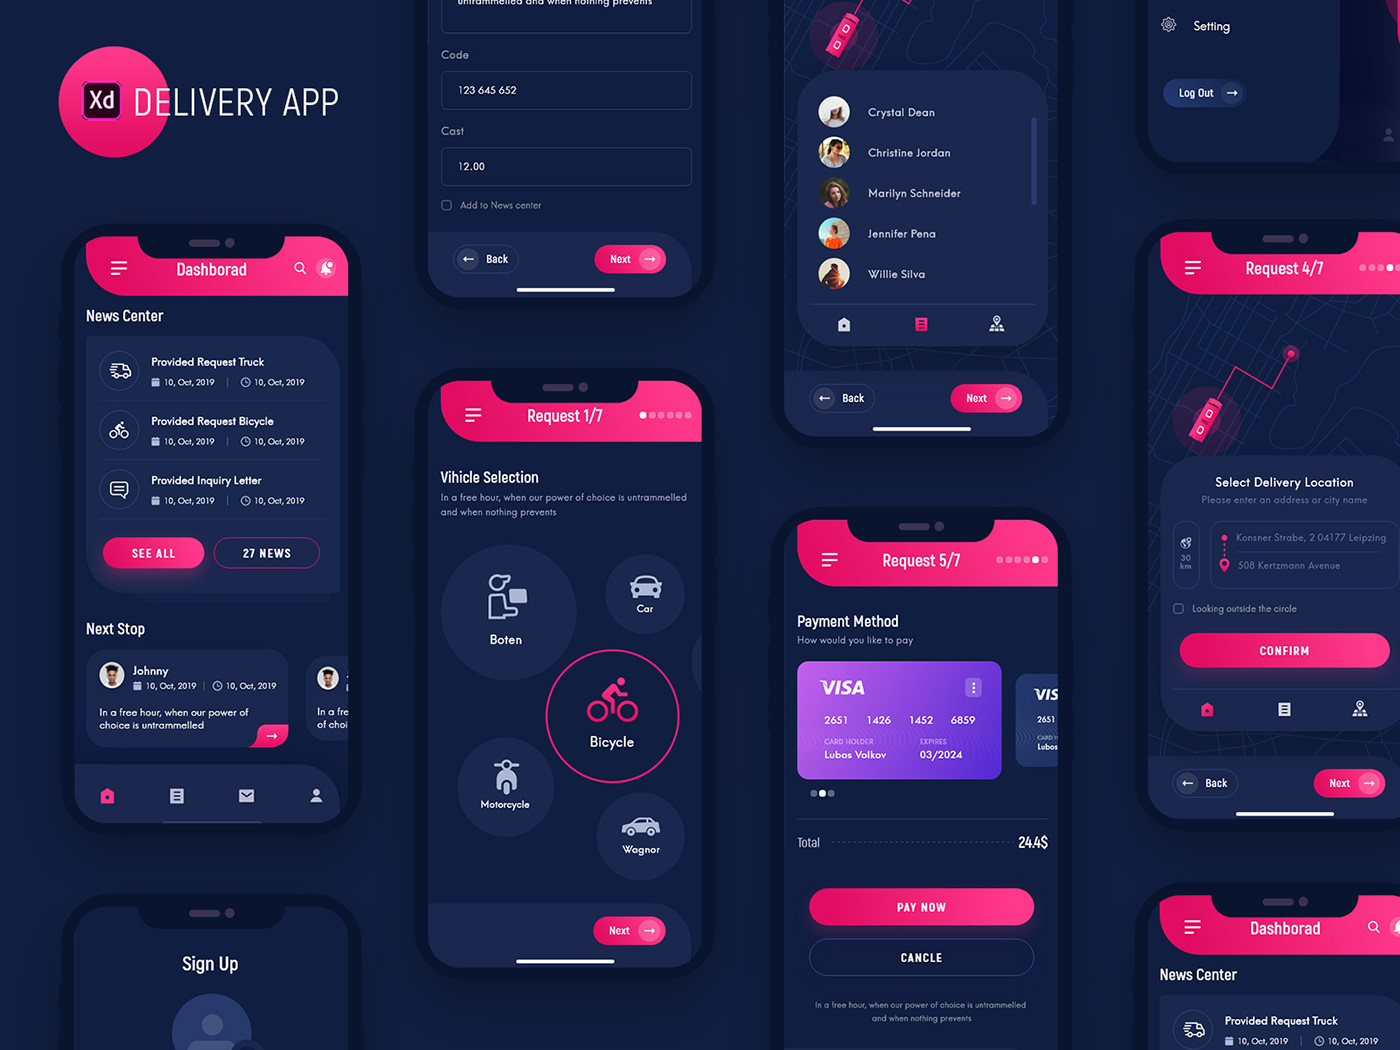 Xd DELIVERY APP
Dashborad
News Center
Provided Request Truck
10, Oct, 2019 | 10, Oct, 2019
Provided Request Bicycle
10, Oct, 2019 | 10, Oct, 2019
Provided Inquiry Letter
10, Oct, 2019 | 10, Oct, 2019
SEE ALL
27 NEWS
Next Stop
Johnny
10, Oct, 2019 | 10, Oct, 2019
In a free hour, when our power of
choice is untrammelled
In a fre
of choi
Sign Up
untrammelled and when nothing prevents
Code
123 645 652
Cast
12.00
Add to News center
Back
Next
Request 1/7
Vihicle Selection
In a free hour, when our power of choice is untrammelled
and when nothing prevents
Boten
Car
Bicycle
Motorcycle
Wagnor
Next
Crystal Dean
Christine Jordan
Marilyn Schneider
Jennifer Pena
Willie Silva
Back
Next
Request 5/7
Payment Method
How would you like to pay
VISA
2651 1426 1452 6859
CARD HOLDER
EXPIRES
Lubos Volkov
03/2024
VIS
2651
CARD H
Lubos
Total
24.4$
PAY NOW
CANCLE
In a free hour, when our power of choice is untrammelled
and when nothing prevents
Setting
Log Out
Request 4/7
Select Delivery Location
Please enter an address ar city name
30
km
Konsner Strabe, 2 04177 Leipzing
508 Kertzmann Avenue
Looking outside the circle
CONFIRM
Back
Next
Dashborad
News Center
Provided Request Truck
10, Oct, 2019 | 10, Oct, 2019